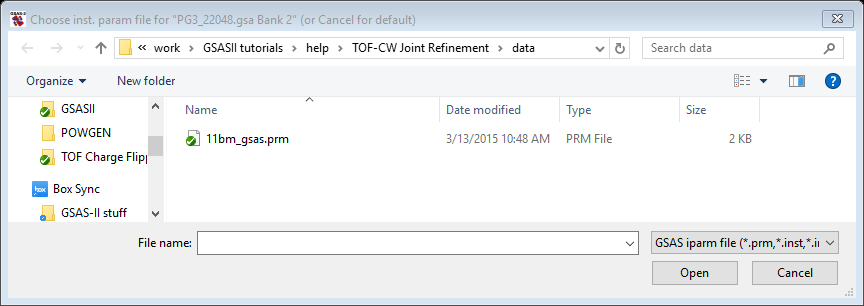 Choose inst. param file for "PG3_22048.gsa Bank 2" (or Cancel for default)
« work › GSASII tutorials › help › TOF-CW Joint Refinement › data
Search data
Organize
New folder
GSASII
POWGEN
TOF Charge Flipp
Box Sync
GSAS-II stuff
Name Date modified Type Size
11bm_gsas.prm 3/13/2015 10:48 AM PRM File 2 KB
File name:
GSAS iparm file (*.prm,*.inst,*.in
Open
Cancel